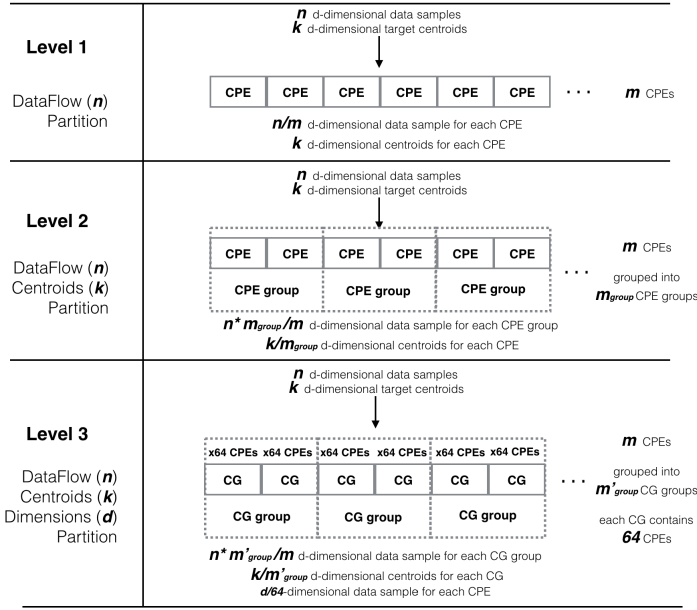 Level 1
DataFlow (n)
Partition
n d-dimensional data samples
k d-dimensional target centroids
CPE CPE CPE CPE CPE CPE ... m CPEs
n/m d-dimensional data sample for each CPE
k d-dimensional centroids for each CPE
Level 2
DataFlow (n)
Centroids (k)
Partition
n d-dimensional data samples
k d-dimensional target centroids
CPE CPE CPE CPE CPE CPE
CPE group CPE group CPE group
...
m CPEs
grouped into
mgroup CPE groups
n* mgroup/m d-dimensional data sample for each CPE group
k/mgroup d-dimensional centroids for each CPE
Level 3
DataFlow (n)
Centroids (k)
Dimensions (d)
Partition
n d-dimensional data samples
k d-dimensional target centroids
x64 CPEs x64 CPEs x64 CPEs x64 CPEs x64 CPEs x64 CPEs
CG CG CG CG CG CG
CG group CG group CG group
...
m CPEs
grouped into
m'group CG groups
each CG contains
64 CPEs
n* m'group/m d-dimensional data sample for each CG group
k/m'group d-dimensional centroids for each CG
d/64-dimensional data sample for each CPE